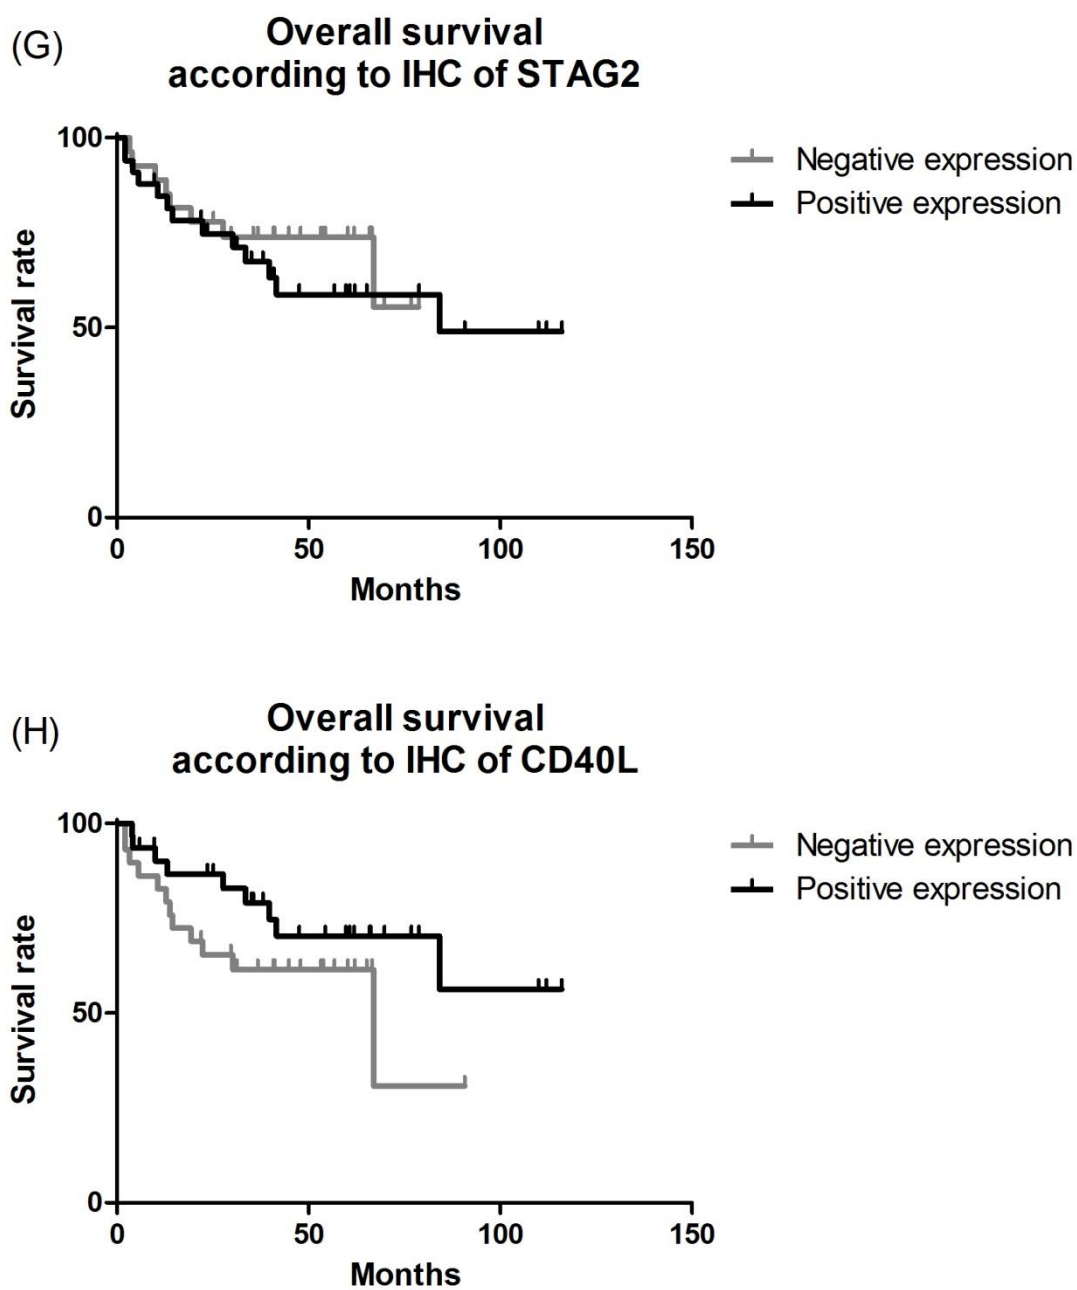 (G)
Overall survival
according to IHC of STAG2
Survival rate
100
50
0
0 50 100 150
Months
Negative expression
Positive expression
(H)
Overall survival
according to IHC of CD40L
Survival rate
100
50
0
0 50 100 150
Months
Negative expression
Positive expression